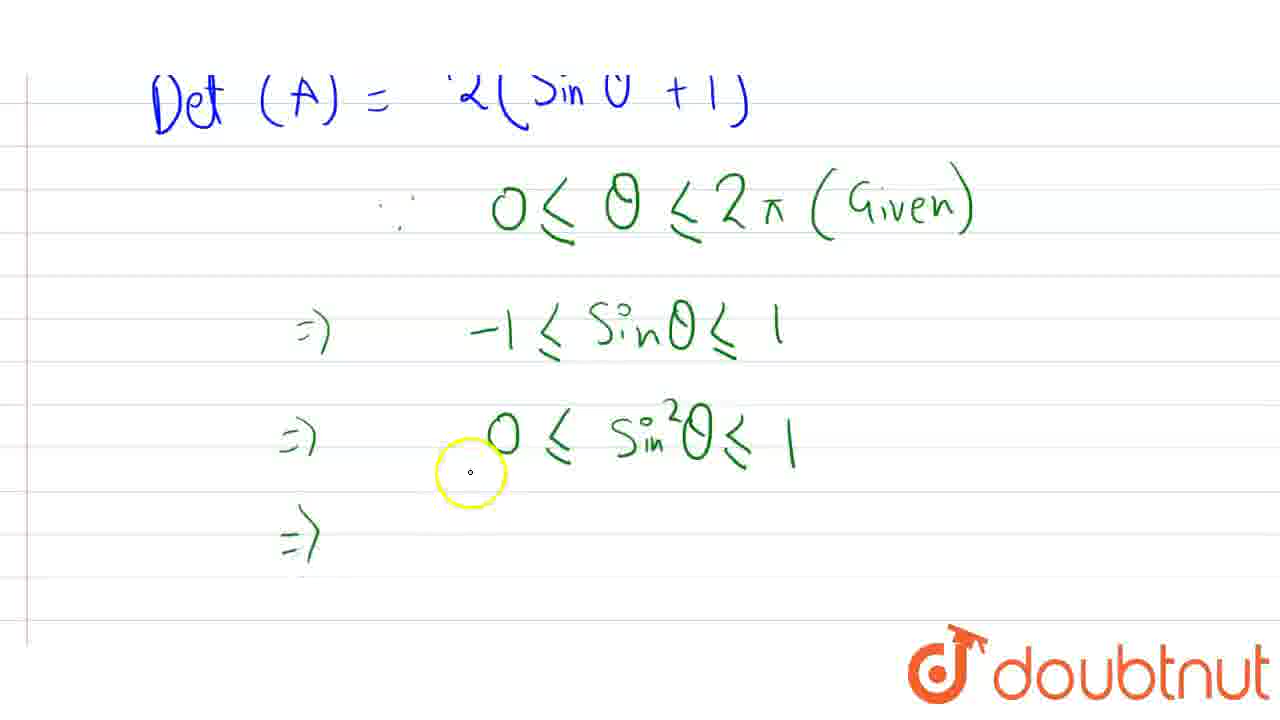 Det (A) = 2(Sin θ + 1)
∵ 0 ≤ θ ≤ 2π (Given)
=> -1 ≤ Sinθ ≤ 1
=> 0 ≤ Sin²θ ≤ 1
=>
doubtnut